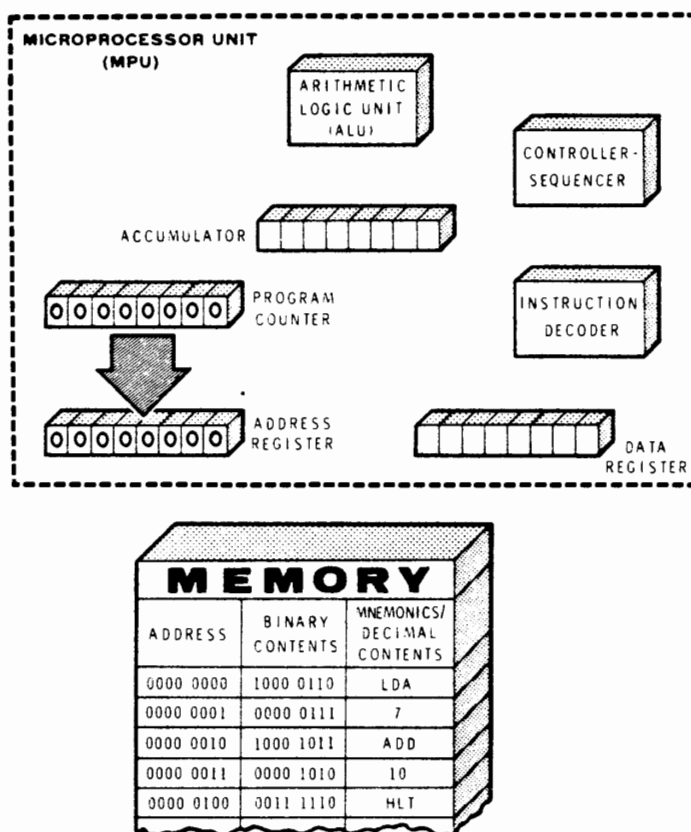 MICROPROCESSOR UNIT
(MPU)
ARITHMETIC
LOGIC UNIT
(ALU)
CONTROLLER-
SEQUENCER
ACCUMULATOR
0 0 0 0 0 0 0 0
PROGRAM
COUNTER
INSTRUCTION
DECODER
0 0 0 0 0 0 0 0
ADDRESS
REGISTER
DATA
REGISTER
MEMORY
ADDRESS
BINARY
CONTENTS
MNEMONICS/
DECIMAL
CONTENTS
0000 0000 1000 0110 LDA
0000 0001 0000 0111 7
0000 0010 1000 1011 ADD
0000 0011 0000 1010 10
0000 0100 0011 1110 HLT